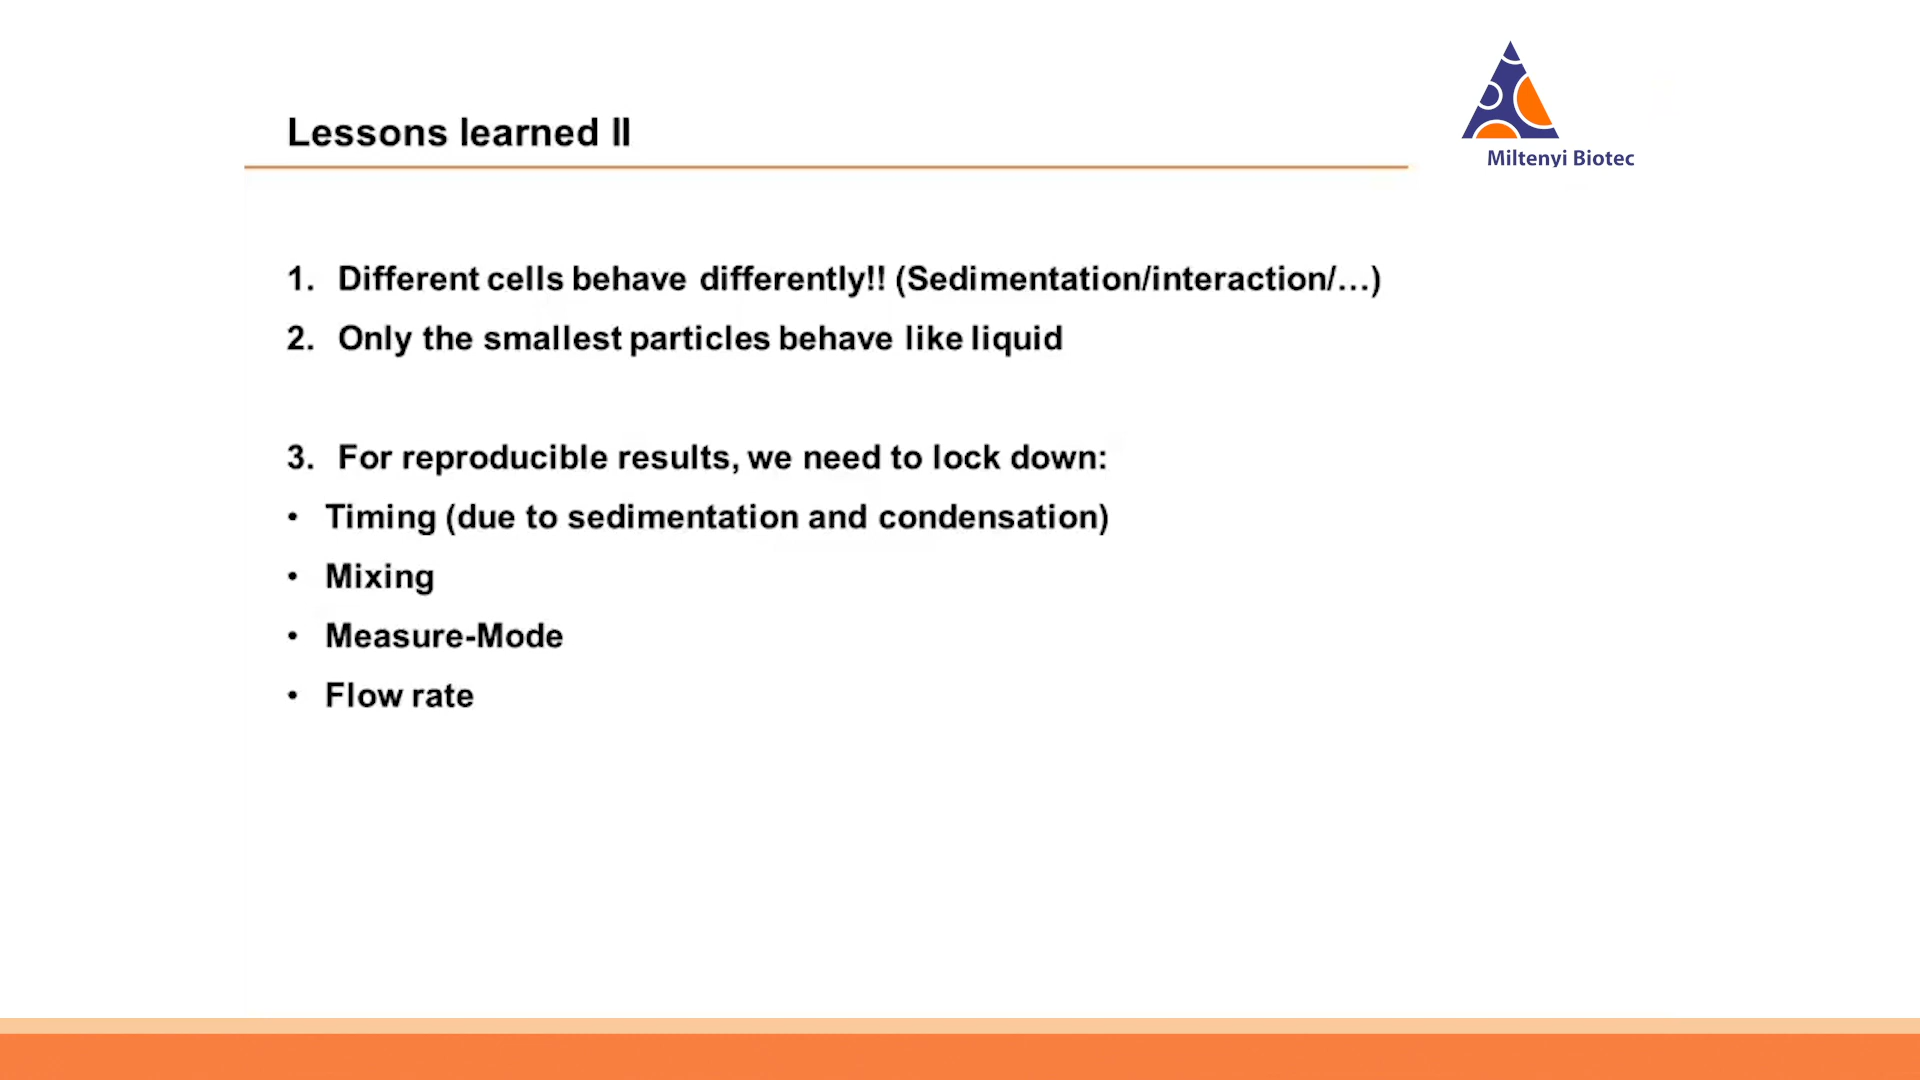 Lessons learned II
Miltenyi Biotec
1. Different cells behave differently!! (Sedimentation/interaction/…)
2. Only the smallest particles behave like liquid
3. For reproducible results, we need to lock down:
• Timing (due to sedimentation and condensation)
• Mixing
• Measure-Mode
• Flow rate